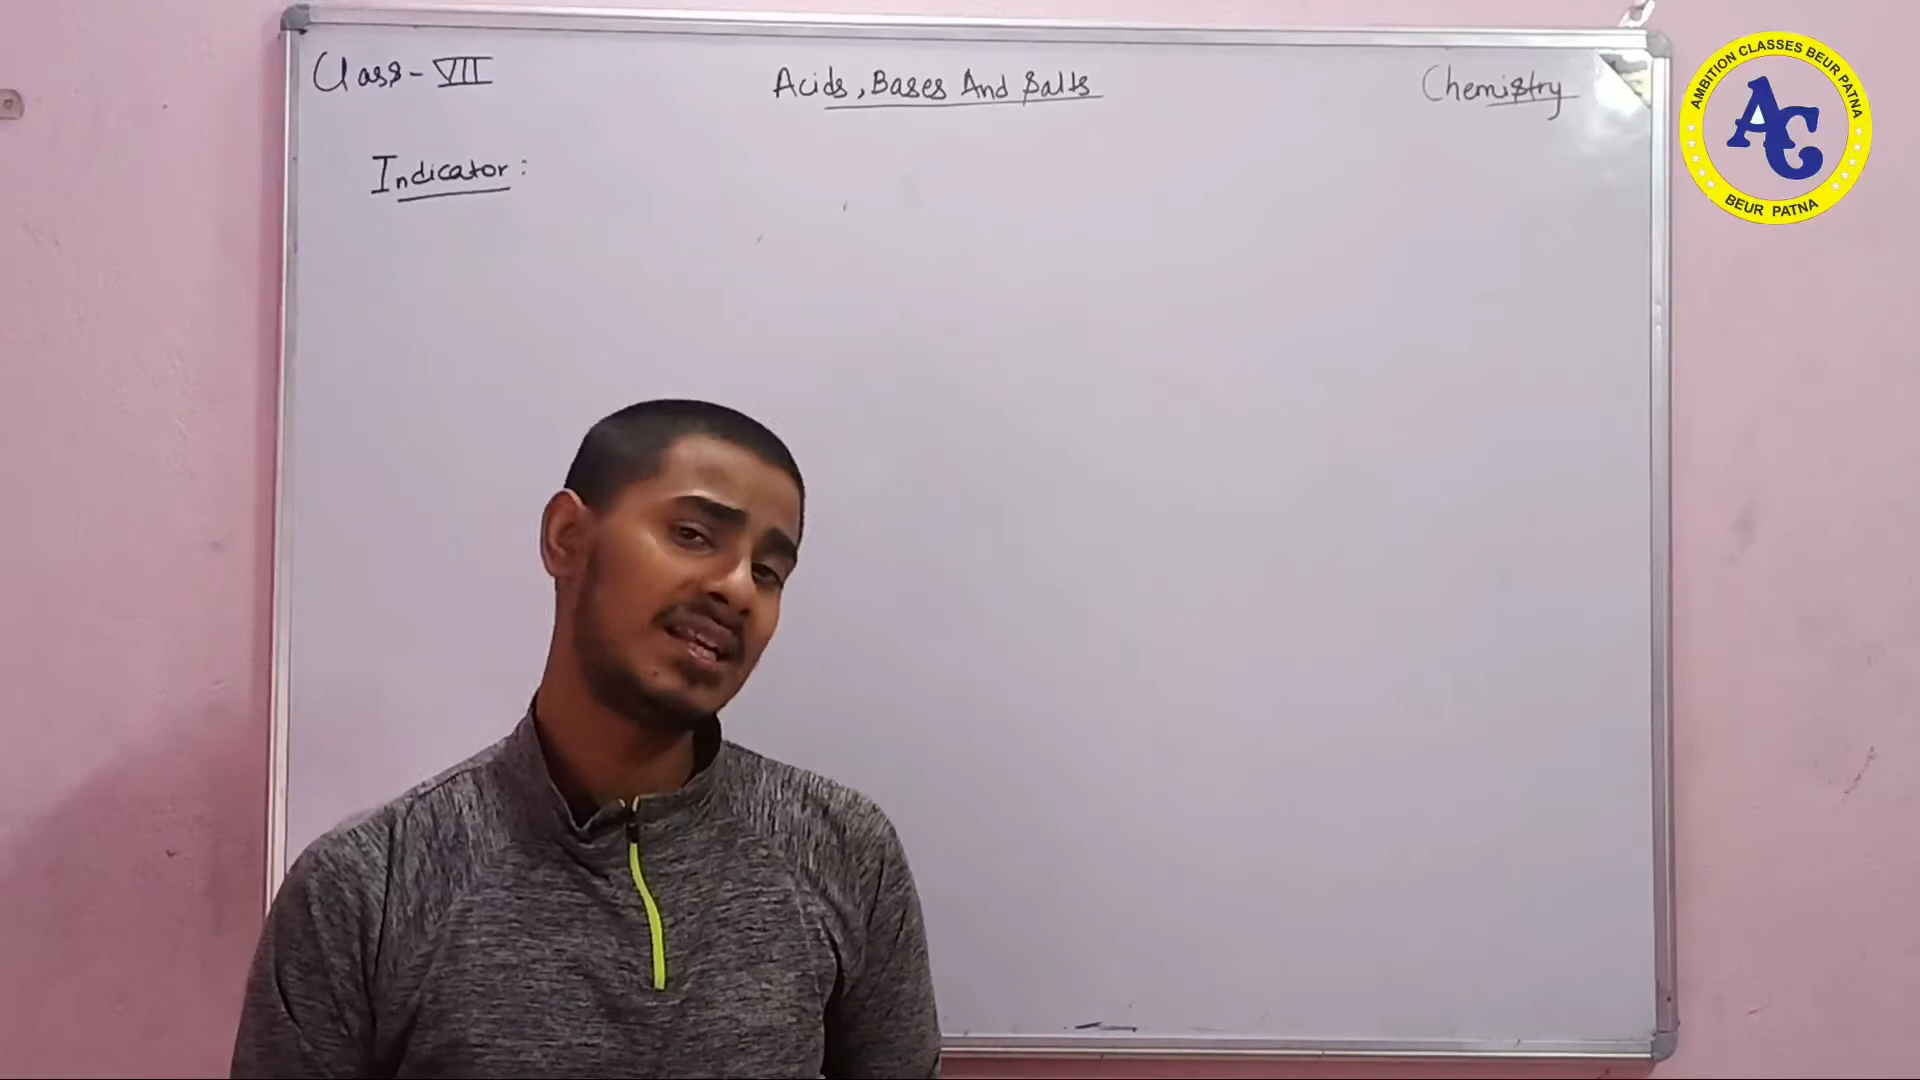 Class - VII
Acids, Bases And Salts
Chemistry
Indicator :
AMBITION CLASSES BEUR PATNA
AC
BEUR PATNA